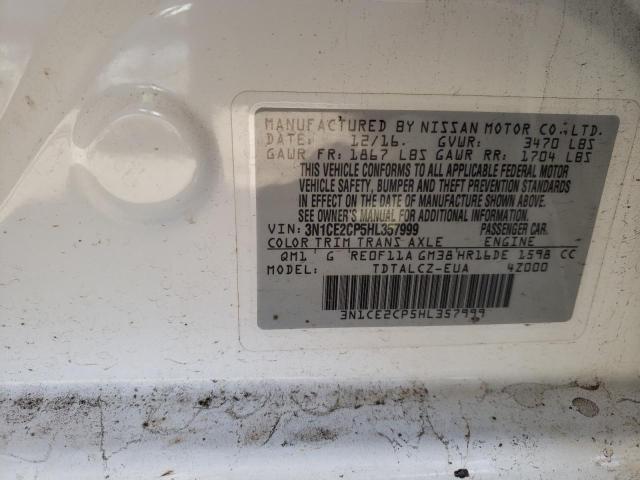 MANUFACTURED BY NISSAN MOTOR CO.,LTD.
DATE: 12/16. GVWR: 3470 LBS
GAWR FR: 1867 LBS GAWR RR: 1704 LBS
THIS VEHICLE CONFORMS TO ALL APPLICABLE FEDERAL MOTOR
VEHICLE SAFETY, BUMPER AND THEFT PREVENTION STANDARDS
IN EFFECT ON THE DATE OF MANUFACTURE SHOWN ABOVE.
SEE OWNER'S MANUAL FOR ADDITIONAL INFORMATION.
VIN: 3N1CE2CP5HL357999 PASSENGER CAR.
COLOR TRIM TRANS AXLE ENGINE
QM1 G RE0F11A GM38 HR16DE 1598 CC
MODEL: TDTALCZ-EUA 4Z000
3N1CE2CP5HL357999